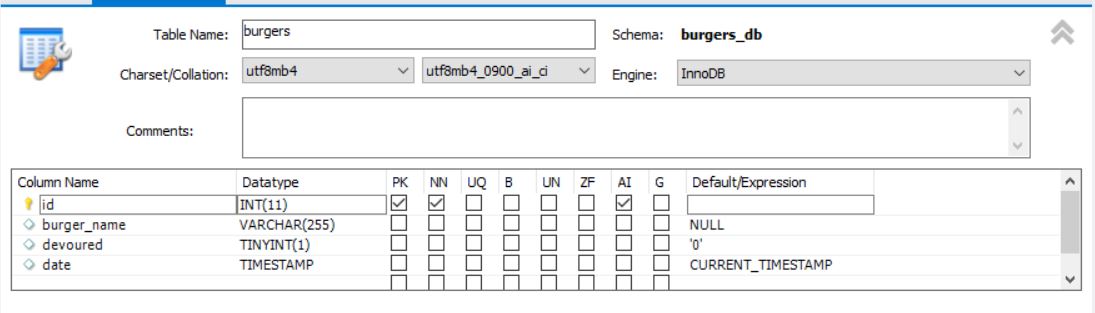 Table Name: burgers Schema: burgers_db
Charset/Collation: utf8mb4 utf8mb4_0900_ai_ci Engine: InnoDB
Comments:
Column Name Datatype PK NN UQ B UN ZF AI G Default/Expression
id INT(11)
burger_name VARCHAR(255) NULL
devoured TINYINT(1) '0'
date TIMESTAMP CURRENT_TIMESTAMP